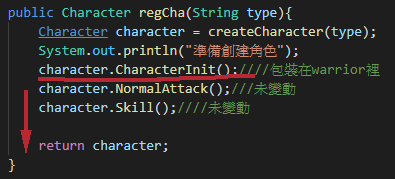 public Character regCha(String type){
Character character = createCharacter(type);
System.out.println("準備創建角色");
character.CharacterInit();////包裝在warrior裡
character.NormalAttack();///未變動
character.Skill();////未變動
return character;
}